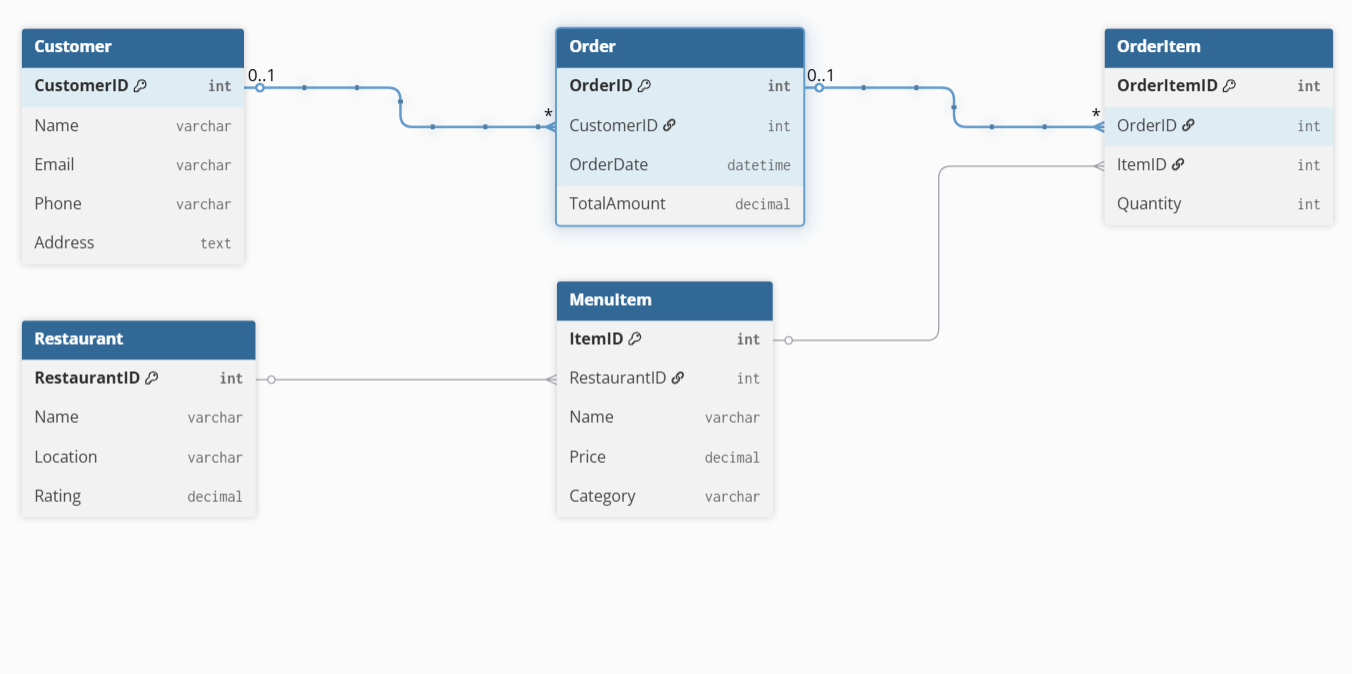 Customer
CustomerID int
Name varchar
Email varchar
Phone varchar
Address text
0..1
*
Order
OrderID int
CustomerID int
OrderDate datetime
TotalAmount decimal
0..1
*
OrderItem
OrderItemID int
OrderID int
ItemID int
Quantity int
Restaurant
RestaurantID int
Name varchar
Location varchar
Rating decimal
MenuItem
ItemID int
RestaurantID int
Name varchar
Price decimal
Category varchar